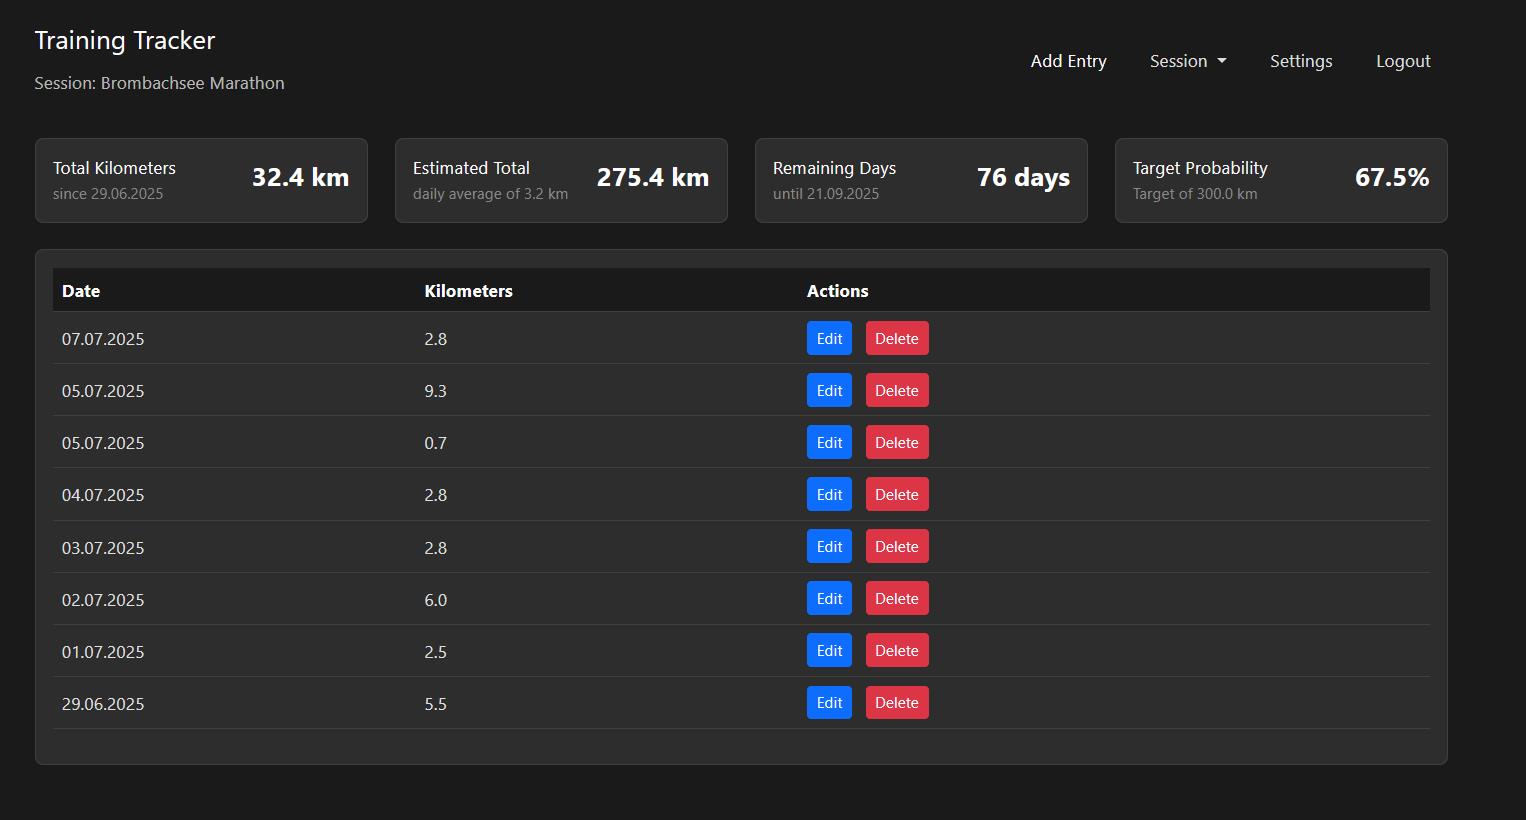 Training Tracker
Session: Brombachsee Marathon
Add Entry Session Settings Logout
Total Kilometers
since 29.06.2025
32.4 km
Estimated Total
daily average of 3.2 km
275.4 km
Remaining Days
until 21.09.2025
76 days
Target Probability
Target of 300.0 km
67.5%
Date Kilometers Actions
07.07.2025 2.8 Edit Delete
05.07.2025 9.3 Edit Delete
05.07.2025 0.7 Edit Delete
04.07.2025 2.8 Edit Delete
03.07.2025 2.8 Edit Delete
02.07.2025 6.0 Edit Delete
01.07.2025 2.5 Edit Delete
29.06.2025 5.5 Edit Delete